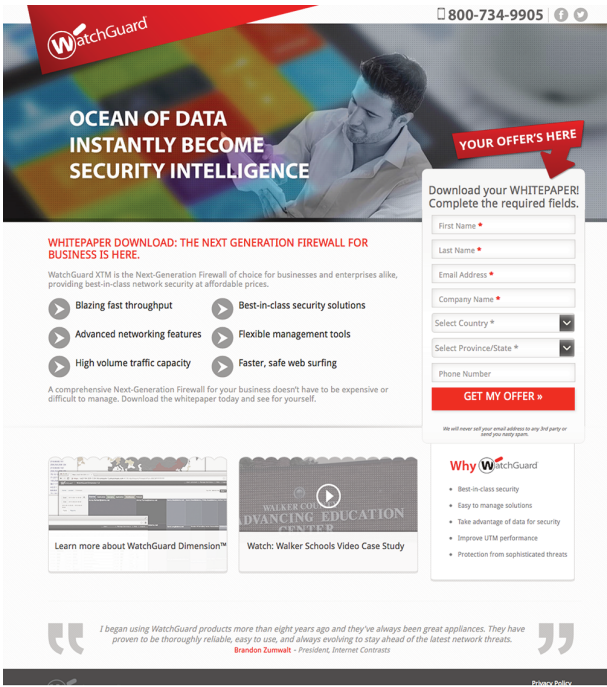 WatchGuard
800-734-9905
OCEAN OF DATA
INSTANTLY BECOME
SECURITY INTELLIGENCE
YOUR OFFER'S HERE
Download your WHITEPAPER!
Complete the required fields.
First Name *
Last Name *
Email Address *
Company Name *
Select Country *
Select Province/State *
Phone Number
GET MY OFFER »
We will never sell your email address to any 3rd party or
send you nasty spam.
WHITEPAPER DOWNLOAD: THE NEXT GENERATION FIREWALL FOR
BUSINESS IS HERE.
WatchGuard XTM is the Next-Generation Firewall of choice for businesses and enterprises alike,
providing best-in-class network security at affordable prices.
Blazing fast throughput
Best-in-class security solutions
Advanced networking features
Flexible management tools
High volume traffic capacity
Faster, safe web surfing
A comprehensive Next-Generation Firewall for your business doesn't have to be expensive or
difficult to manage. Download the whitepaper today and see for yourself.
Learn more about WatchGuard Dimension™
WALKER COUN
ADVANCING EDUCATION
CENTER
Watch: Walker Schools Video Case Study
Why WatchGuard
Best-in-class security
Easy to manage solutions
Take advantage of data for security
Improve UTM performance
Protection from sophisticated threats
I began using WatchGuard products more than eight years ago and they've always been great appliances. They have
proven to be thoroughly reliable, easy to use, and always evolving to stay ahead of the latest network threats.
Brandon Zumwalt - President, Internet Contrasts
Privacy Policy